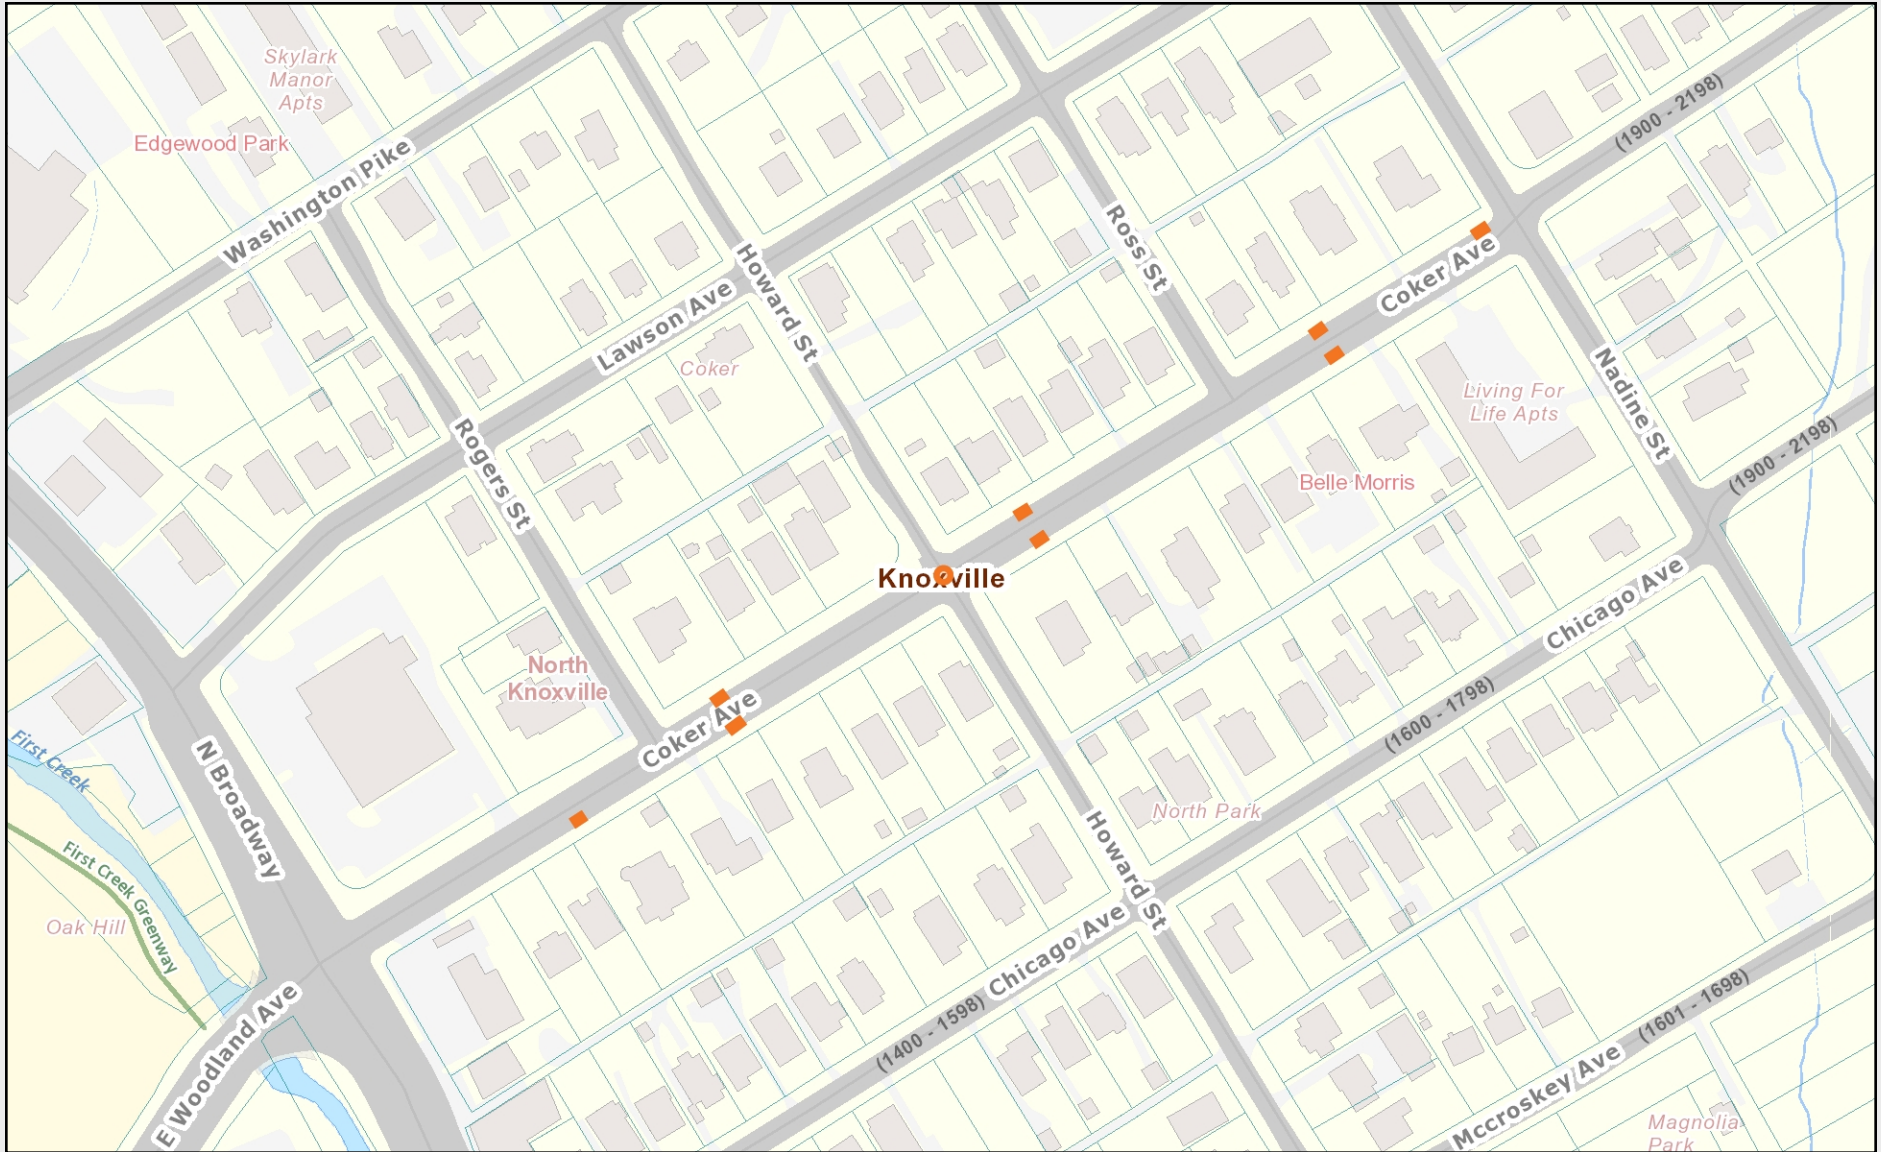 Skylark
Manor
Apts
Edgewood Park
Washington Pike
(1900 - 2198)
Ross St
Howard St
Coker Ave
Lawson Ave
Coker
Nadine St
Living For
Life Apts
Rogers St
(1900 - 2198)
Belle Morris
Knoxville
Chicago Ave
North
Knoxville
Coker Ave
(1600 - 1798)
First Creek
N Broadway
North Park
Howard St
First Creek Greenway
Oak Hill
Chicago Ave
(1400 - 1598)
E Woodland Ave
(1601 - 1698)
Mccroskey Ave
Magnolia
Park